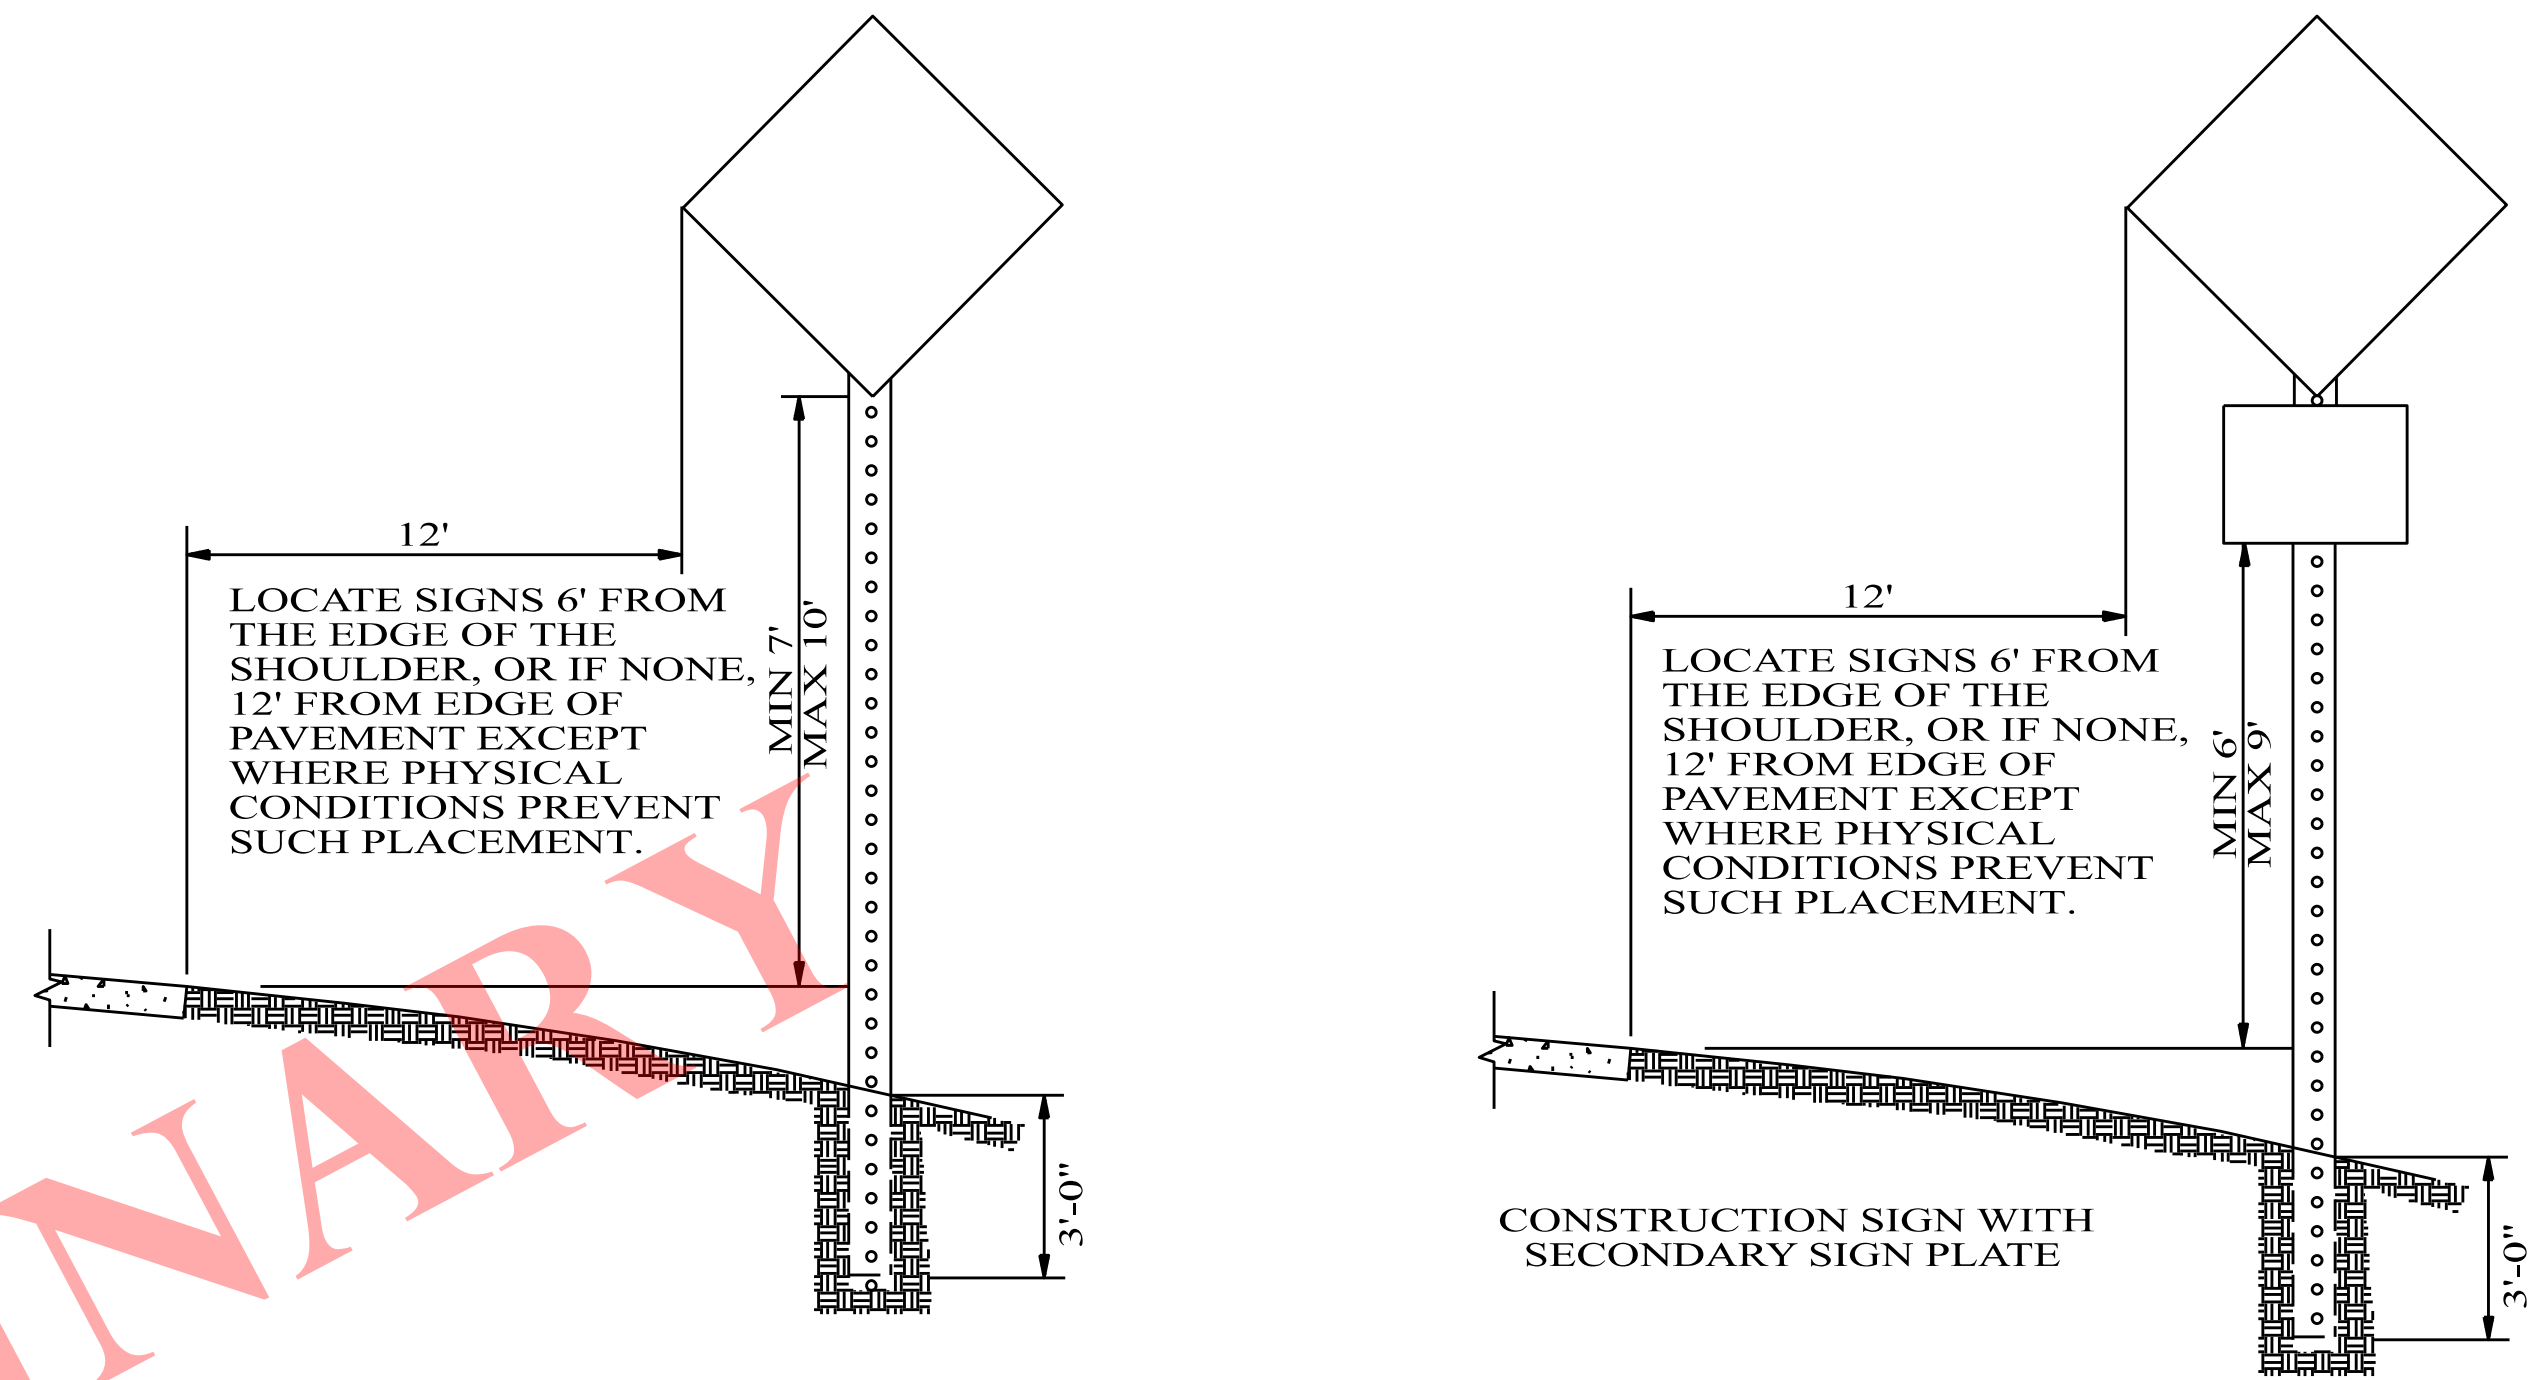 12'
LOCATE SIGNS 6' FROM
THE EDGE OF THE
SHOULDER, OR IF NONE,
12' FROM EDGE OF
PAVEMENT EXCEPT
WHERE PHYSICAL
CONDITIONS PREVENT
SUCH PLACEMENT.
MIN 7'
MAX 10'
3'-0"
NARY
12'
LOCATE SIGNS 6' FROM
THE EDGE OF THE
SHOULDER, OR IF NONE,
12' FROM EDGE OF
PAVEMENT EXCEPT
WHERE PHYSICAL
CONDITIONS PREVENT
SUCH PLACEMENT.
MIN 6'
MAX 9'
CONSTRUCTION SIGN WITH
SECONDARY SIGN PLATE
3'-0"